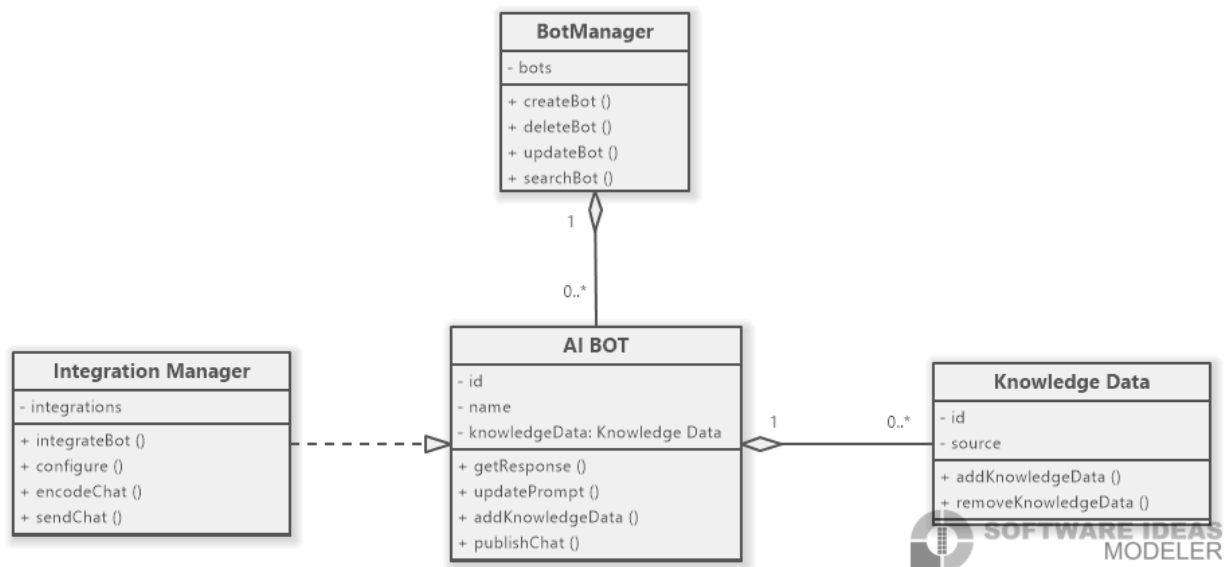 BotManager
- bots
+ createBot ()
+ deleteBot ()
+ updateBot ()
+ searchBot ()
1
0..*
Integration Manager
- integrations
+ integrateBot ()
+ configure ()
+ encodeChat ()
+ sendChat ()
AI BOT
- id
- name
- knowledgeData: Knowledge Data
+ getResponse ()
+ updatePrompt ()
+ addKnowledgeData ()
+ publishChat ()
1
0..*
Knowledge Data
- id
- source
+ addKnowledgeData ()
+ removeKnowledgeData ()
SOFTWARE IDEAS
MODELER